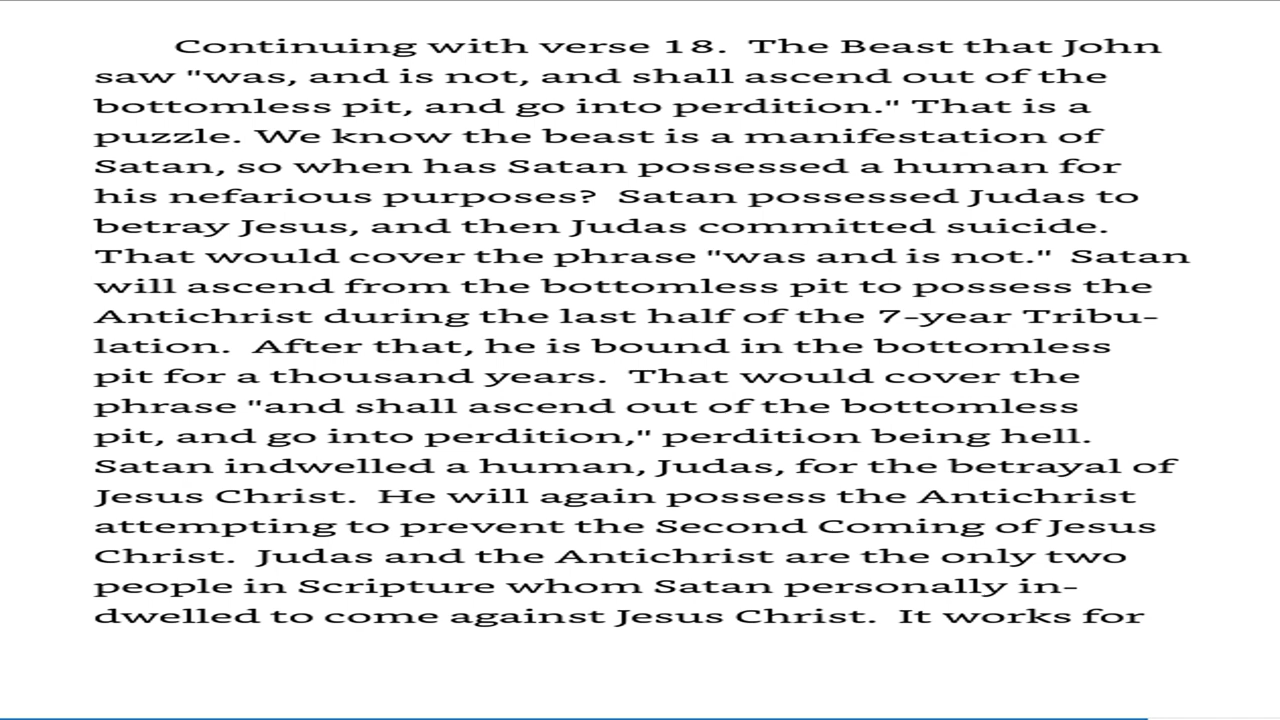 Continuing with verse 18.  The Beast that John
saw "was, and is not, and shall ascend out of the
bottomless pit, and go into perdition." That is a
puzzle. We know the beast is a manifestation of
Satan, so when has Satan possessed a human for
his nefarious purposes?  Satan possessed Judas to
betray Jesus, and then Judas committed suicide.
That would cover the phrase "was and is not."  Satan
will ascend from the bottomless pit to possess the
Antichrist during the last half of the 7-year Tribu-
lation.  After that, he is bound in the bottomless
pit for a thousand years.  That would cover the
phrase "and shall ascend out of the bottomless
pit, and go into perdition," perdition being hell.
Satan indwelled a human, Judas, for the betrayal of
Jesus Christ.  He will again possess the Antichrist
attempting to prevent the Second Coming of Jesus
Christ.  Judas and the Antichrist are the only two
people in Scripture whom Satan personally in-
dwelled to come against Jesus Christ.  It works for